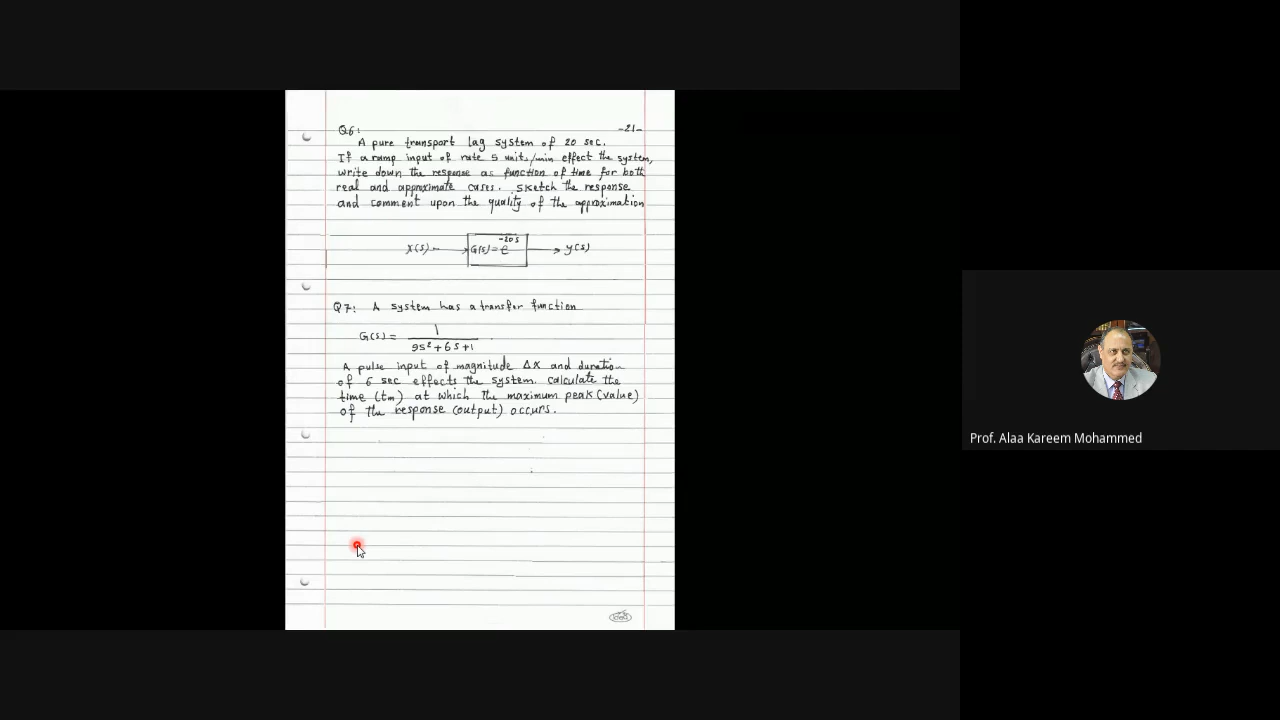 Q6:
-21-
A pure transport lag system of 20 sec.
If a ramp input of rate 5 units/min effect the system,
write down the response as function of time for both
real and approximate cases. Sketch the response
and comment upon the quality of the approximation
X(s) G(s) = e^-20s y(s)
Q7: A system has a transfer function
G(s) = 1 / 9s²+6s+1
A pulse input of magnitude ΔX and duration
of 6 sec effects the system. calculate the
time (tm) at which the maximum peak (value)
of the response (output) occurs.
Prof. Alaa Kareem Mohammed